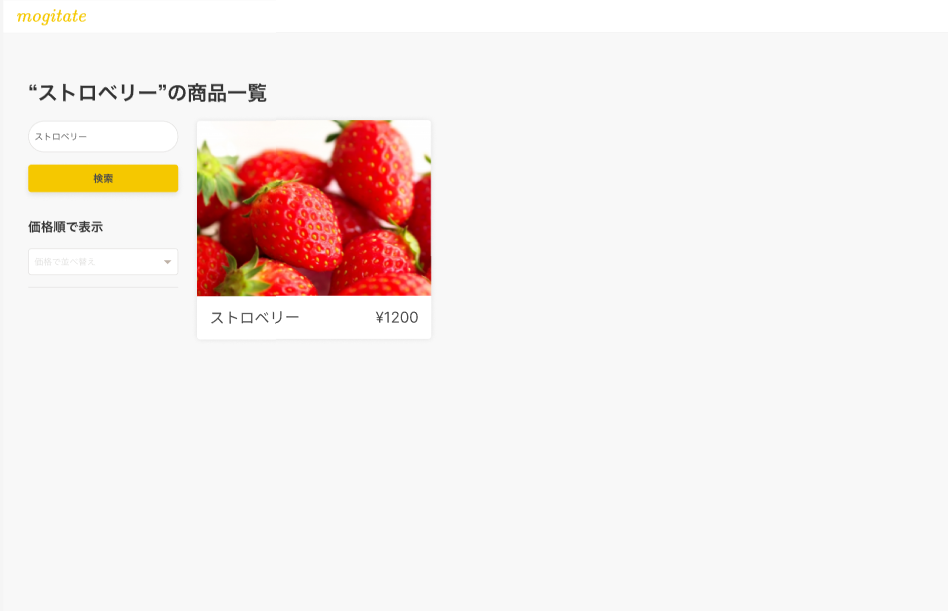 mogitate
“ストロベリー”の商品一覧
ストロベリー
検索
価格順で表示
価格で並べ替え
ストロベリー ¥1200